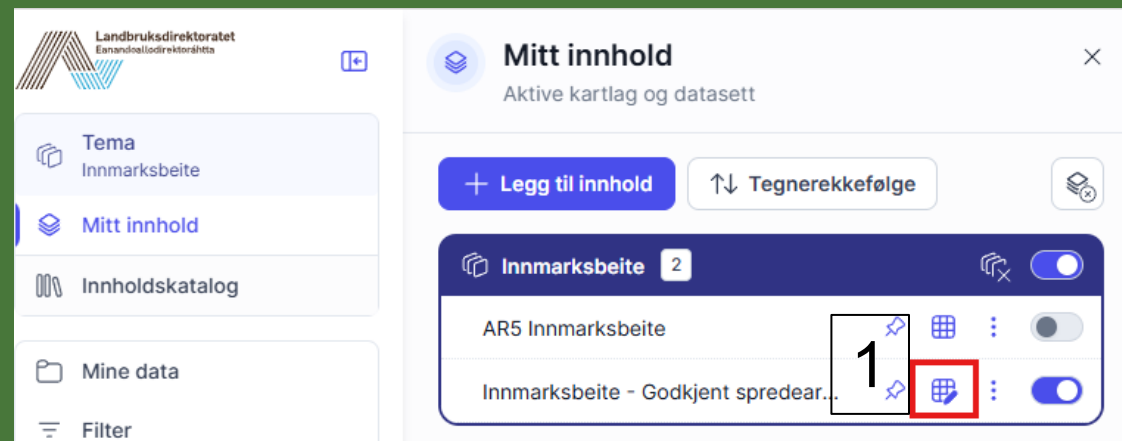 Landbruksdirektoratet
Eanandoallodirektoráhtta
Tema
Innmarksbeite
Mitt innhold
Innholdskatalog
Mine data
Filter
Mitt innhold
Aktive kartlag og datasett
Legg til innhold
Tegnerekkefølge
Innmarksbeite 2
AR5 Innmarksbeite
Innmarksbeite - Godkjent spredear...
1